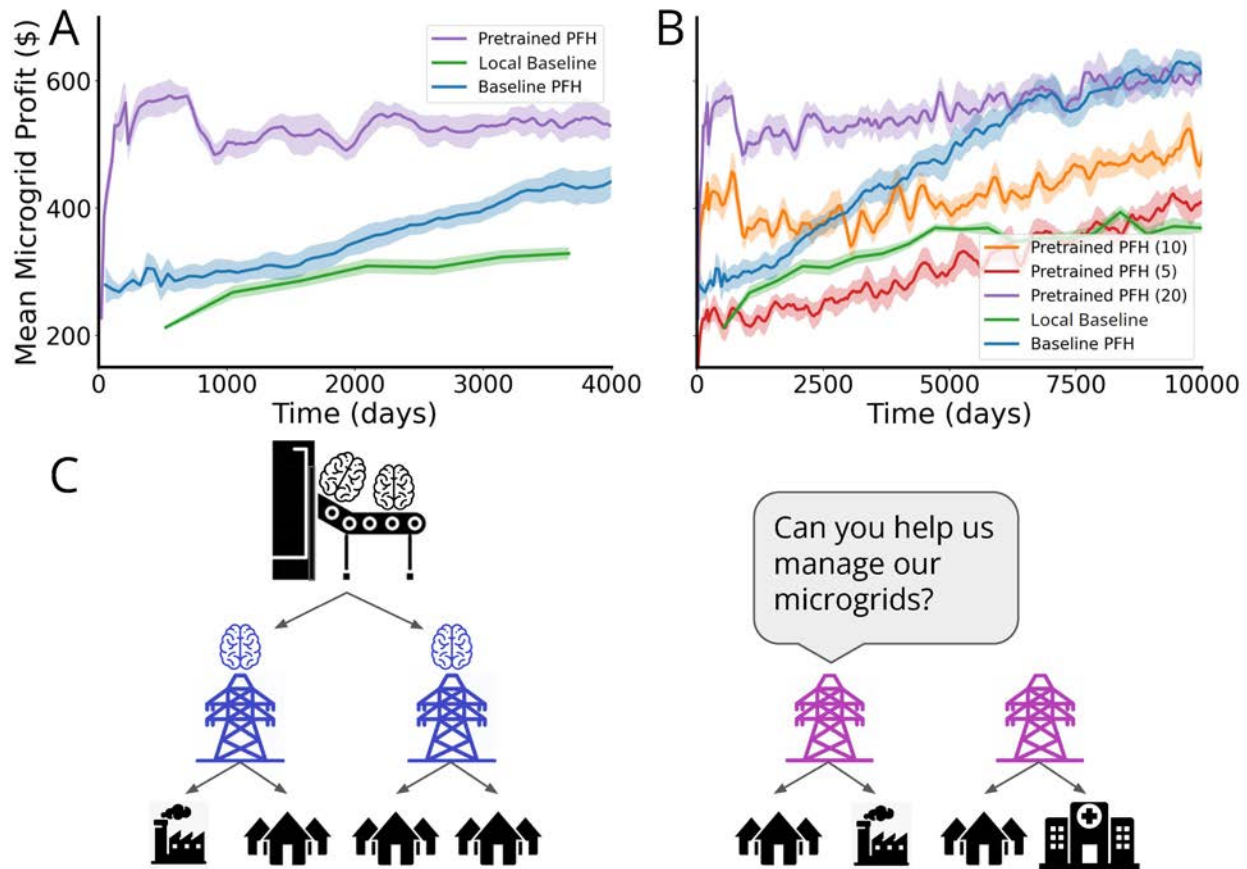 A
Mean Microgrid Profit ($)
600
400
200
Pretrained PFH
Local Baseline
Baseline PFH
0
1000
2000
3000
4000
Time (days)
B
Pretrained PFH (10)
Pretrained PFH (5)
Pretrained PFH (20)
Local Baseline
Baseline PFH
0
2500
5000
7500
10000
Time (days)
C
Can you help us
manage our
microgrids?